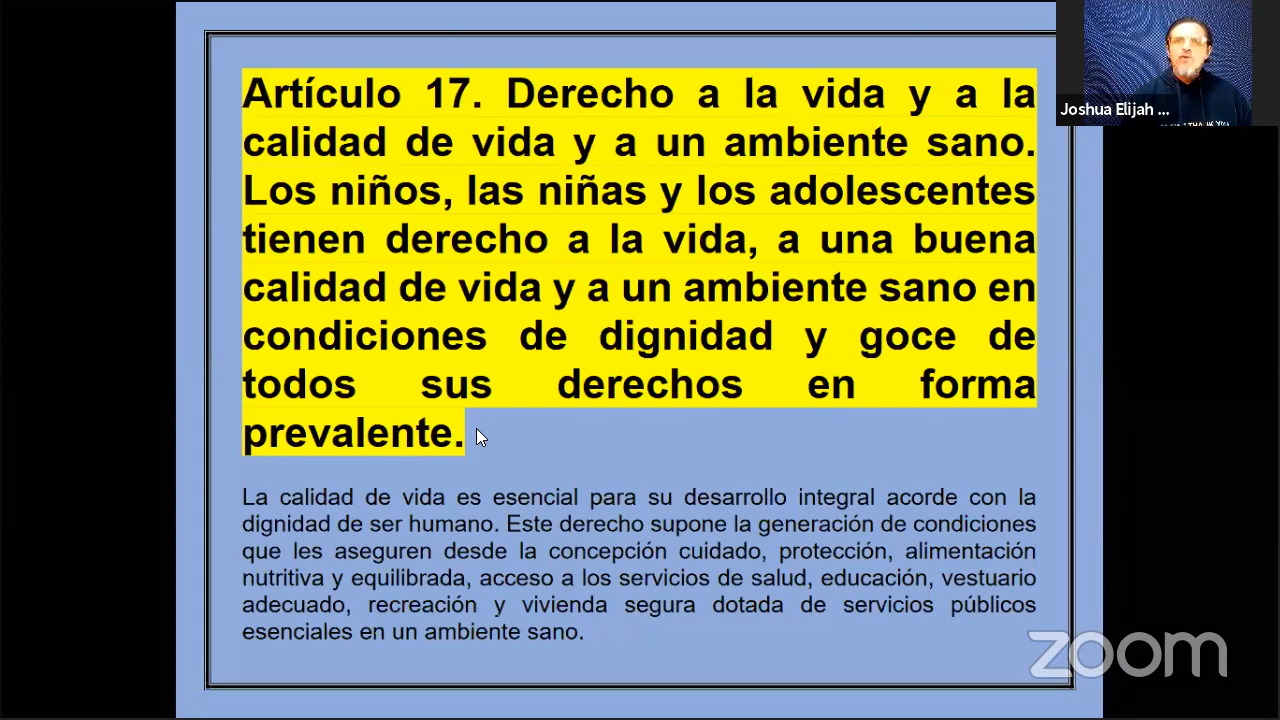 Artículo 17. Derecho a la vida y a la
calidad de vida y a un ambiente sano.
Los niños, las niñas y los adolescentes
tienen derecho a la vida, a una buena
calidad de vida y a un ambiente sano en
condiciones de dignidad y goce de
todos sus derechos en forma
prevalente.
La calidad de vida es esencial para su desarrollo integral acorde con la
dignidad de ser humano. Este derecho supone la generación de condiciones
que les aseguren desde la concepción cuidado, protección, alimentación
nutritiva y equilibrada, acceso a los servicios de salud, educación, vestuario
adecuado, recreación y vivienda segura dotada de servicios públicos
esenciales en un ambiente sano.
Joshua Elijah ...
zoom